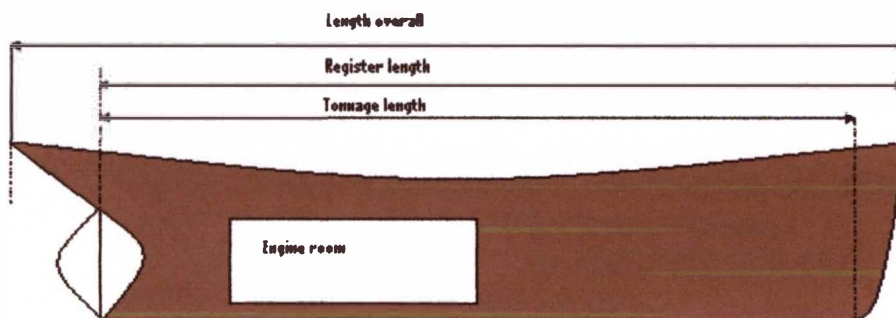 Length overall
Register length
Tonnage length
Engine room